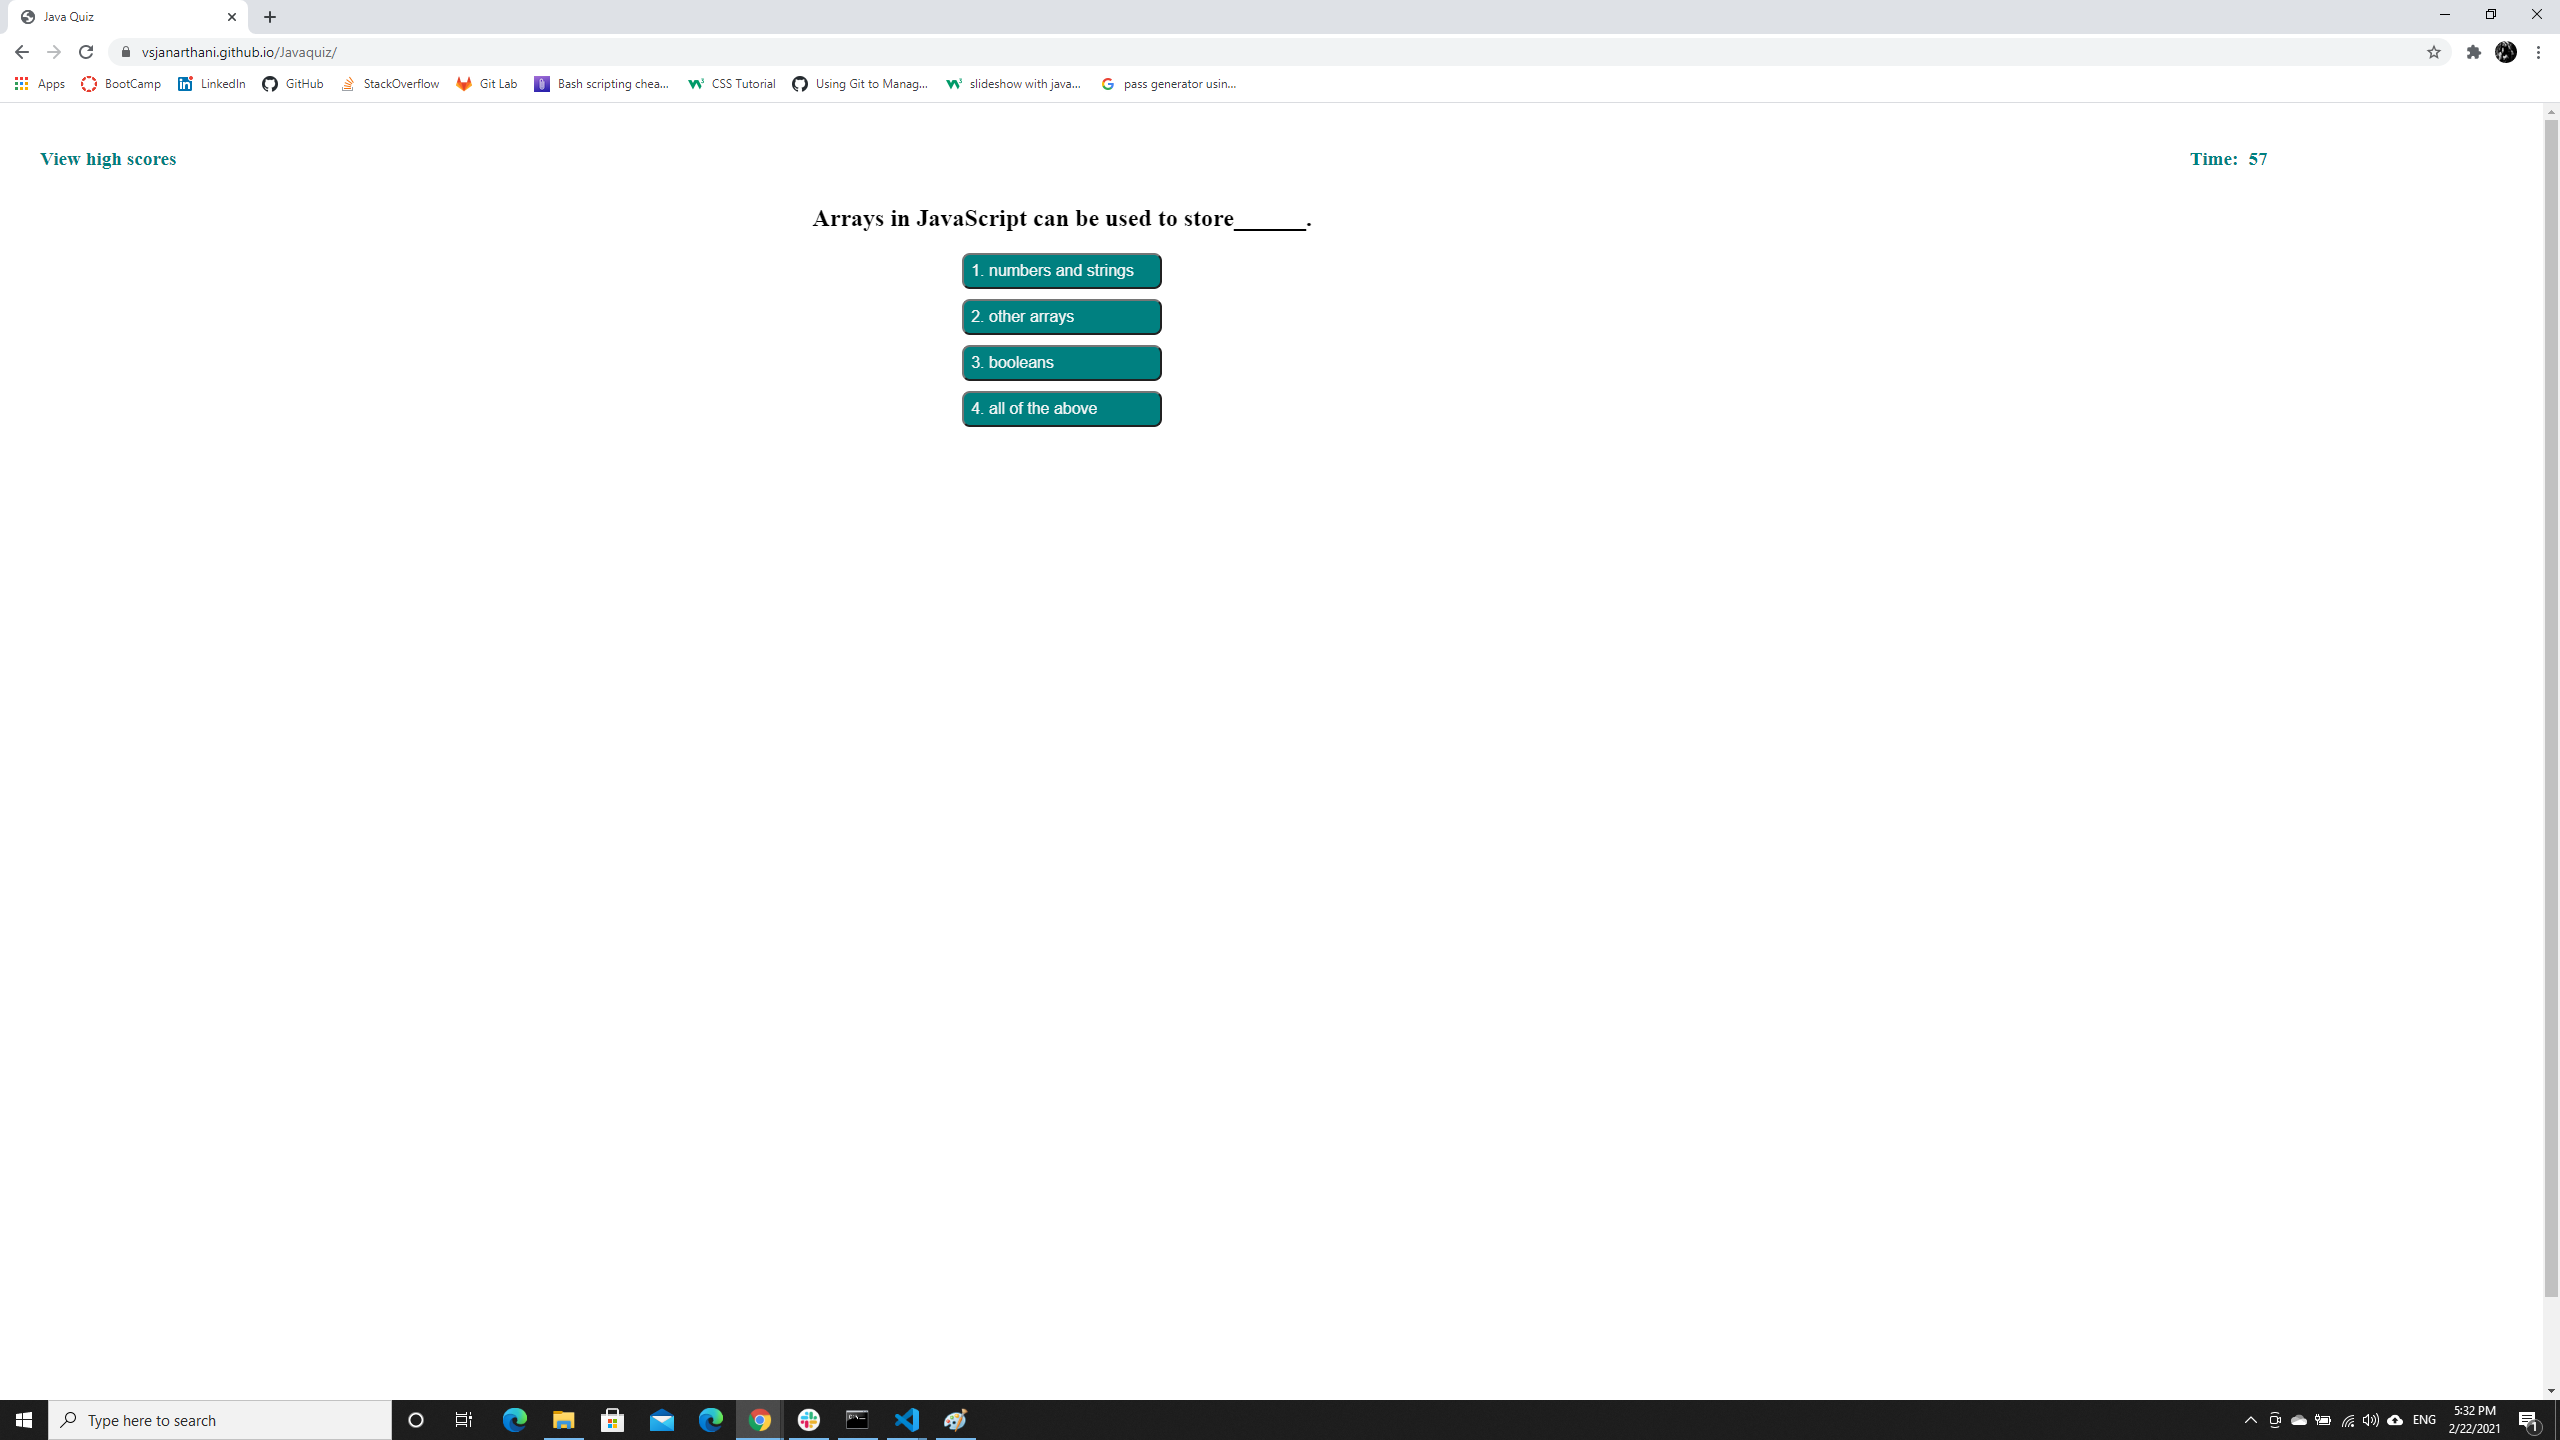 Java Quiz
vsjanarthani.github.io/Javaquiz/
Apps BootCamp LinkedIn GitHub StackOverflow Git Lab Bash scripting chea... CSS Tutorial Using Git to Manag... slideshow with java... pass generator usin...
View high scores Time: 57
Arrays in JavaScript can be used to store______.
1. numbers and strings
2. other arrays
3. booleans
4. all of the above
Type here to search ENG 5:32 PM
2/22/2021 1